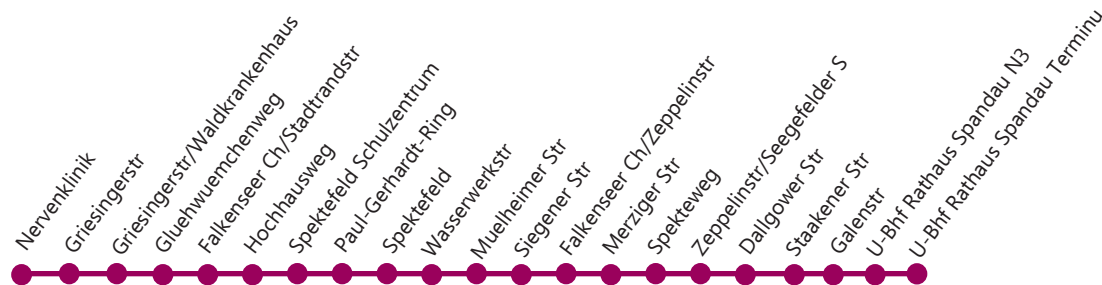 Nervenklinik
Griesingerstr
Griesingerstr/Waldkrankenhaus
Gluehwuemchenweg
Falkenseer Ch/Stadtrandstr
Hochhausweg
Spektefeld Schulzentrum
Paul-Gerhardt-Ring
Spektefeld
Wasserwerkstr
Muelheimer Str
Siegener Str
Falkenseer Ch/Zeppelinstr
Merziger Str
Spekteweg
Zeppelinstr/Seegefelder S
Dallgower Str
Staakener Str
Galenstr
U-Bhf Rathaus Spandau N3
U-Bhf Rathaus Spandau Terminu